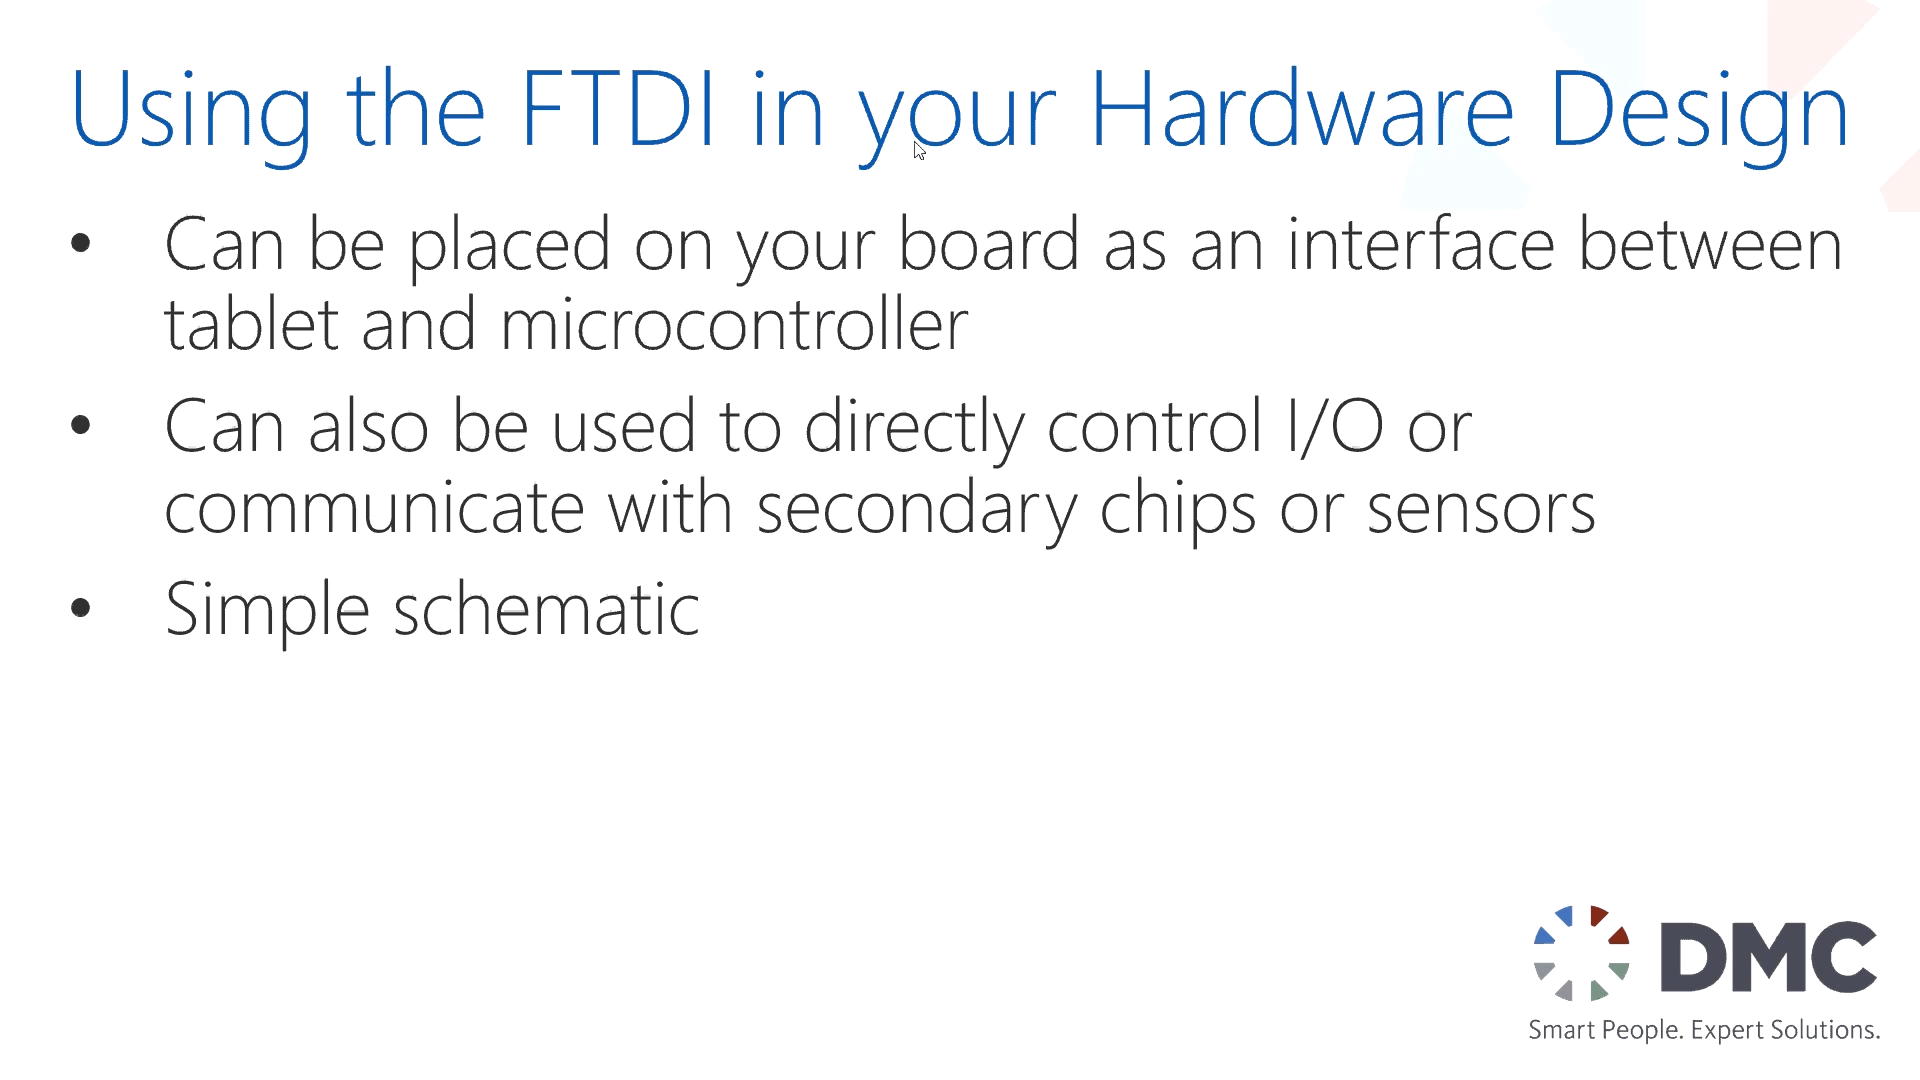 Using the FTDI in your Hardware Design
• Can be placed on your board as an interface between
tablet and microcontroller
• Can also be used to directly control I/O or
communicate with secondary chips or sensors
• Simple schematic
DMC
Smart People. Expert Solutions.